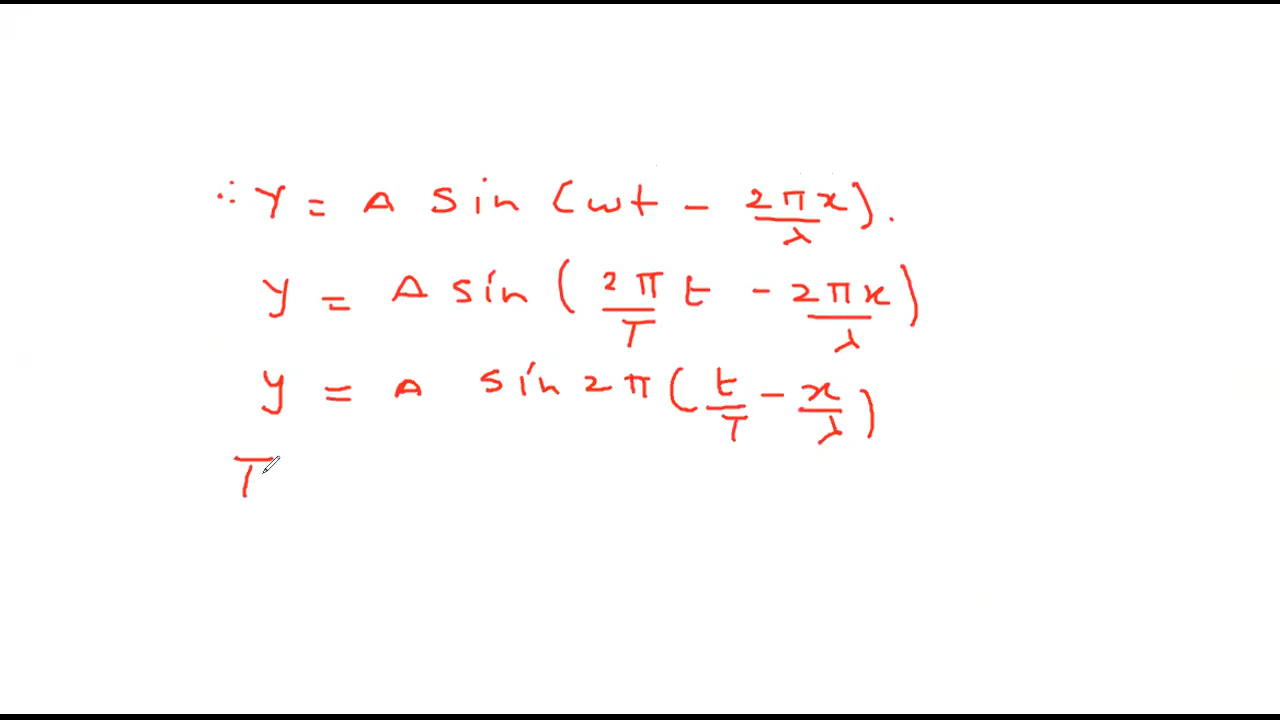 ∴ Y = A sin (ωt - 2πx/λ).
y = A sin (2π/T t - 2πx/λ)
y = A sin 2π (t/T - x/λ)
T